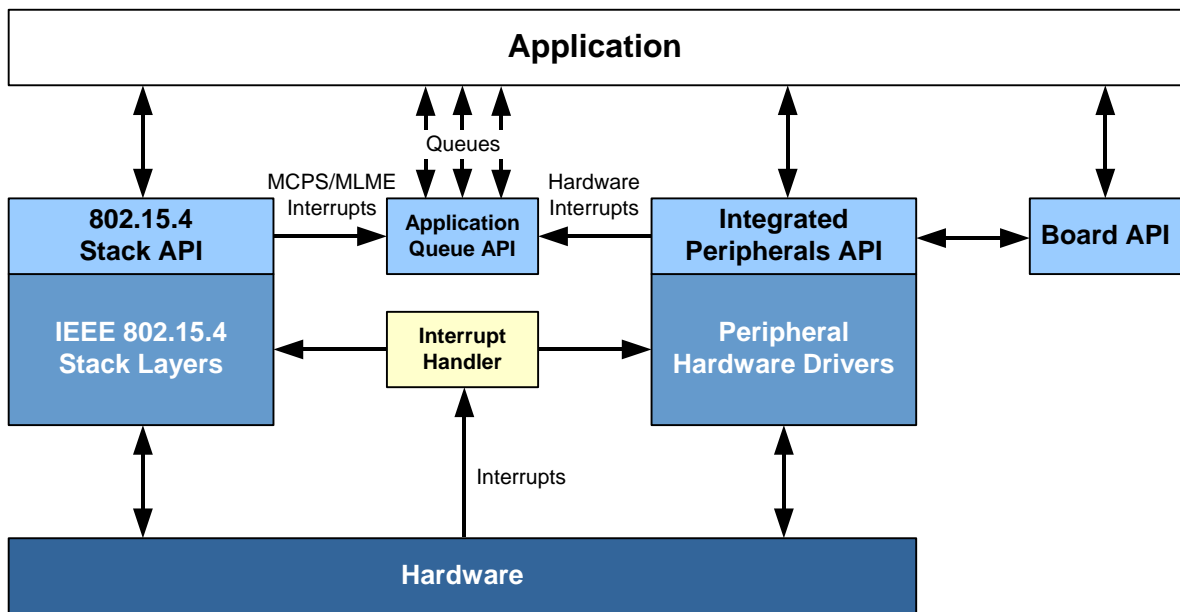 Application
Queues
MCPS/MLME
Interrupts
Hardware
Interrupts
802.15.4
Stack API
Application
Queue API
Integrated
Peripherals API
Board API
IEEE 802.15.4
Stack Layers
Interrupt
Handler
Peripheral
Hardware Drivers
Interrupts
Hardware